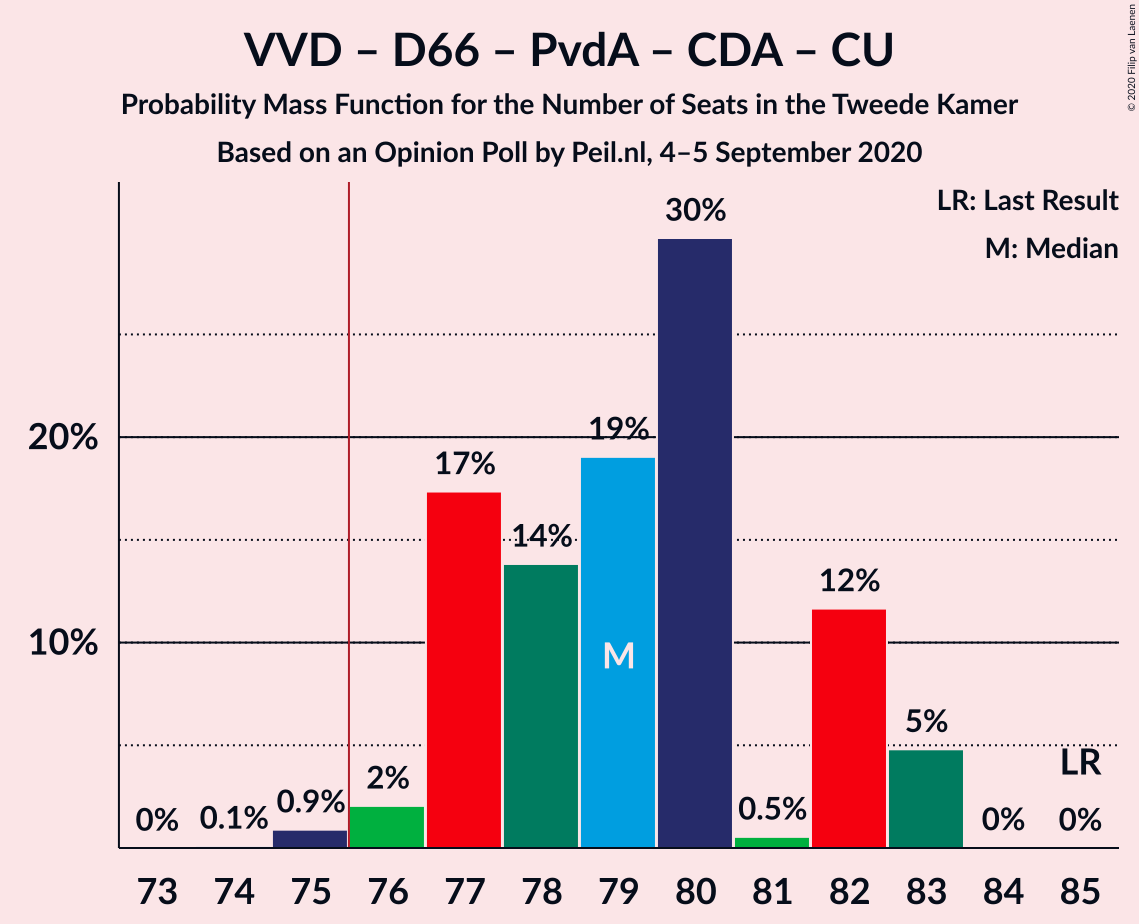 VVD – D66 – PvdA – CDA – CU
Probability Mass Function for the Number of Seats in the Tweede Kamer
Based on an Opinion Poll by Peil.nl, 4–5 September 2020
© 2020 Filip van Laenen
LR: Last Result
M: Median
30%
20%
19%
17%
14%
12%
10%
M
5%
LR
2%
0.9%
0.5%
0%
0.1%
0%
0%
73 74 75 76 77 78 79 80 81 82 83 84 85